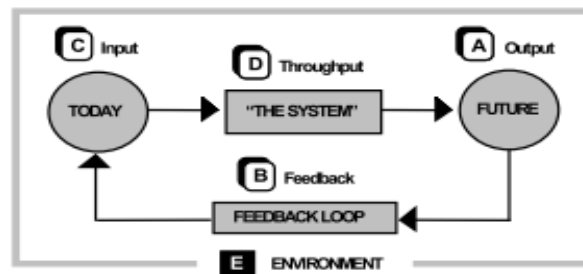 C Input
A Output
D Throughput
TODAY
"THE SYSTEM"
FUTURE
B Feedback
FEEDBACK LOOP
E ENVIRONMENT